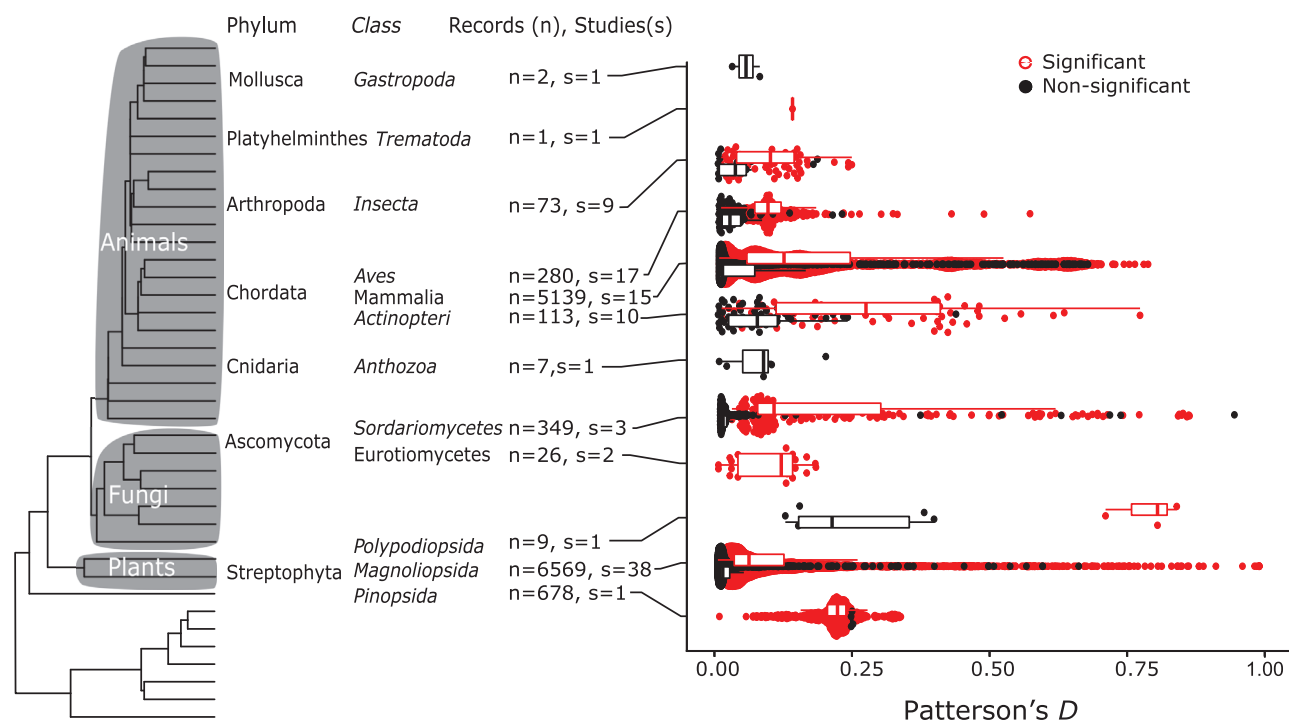 Phylum Class Records (n), Studies(s)
Significant
Non-significant
Mollusca Gastropoda n=2, s=1
Platyhelminthes Trematoda n=1, s=1
Arthropoda Insecta n=73, s=9
Animals
Aves n=280, s=17
Chordata Mammalia n=5139, s=15
Actinopteri n=113, s=10
Cnidaria Anthozoa n=7,s=1
Sordariomycetes n=349, s=3
Ascomycota
Eurotiomycetes n=26, s=2
Fungi
Polypodiopsida n=9, s=1
Plants
Streptophyta Magnoliopsida n=6569, s=38
Pinopsida n=678, s=1
0.00 0.25 0.50 0.75 1.00
Patterson's D